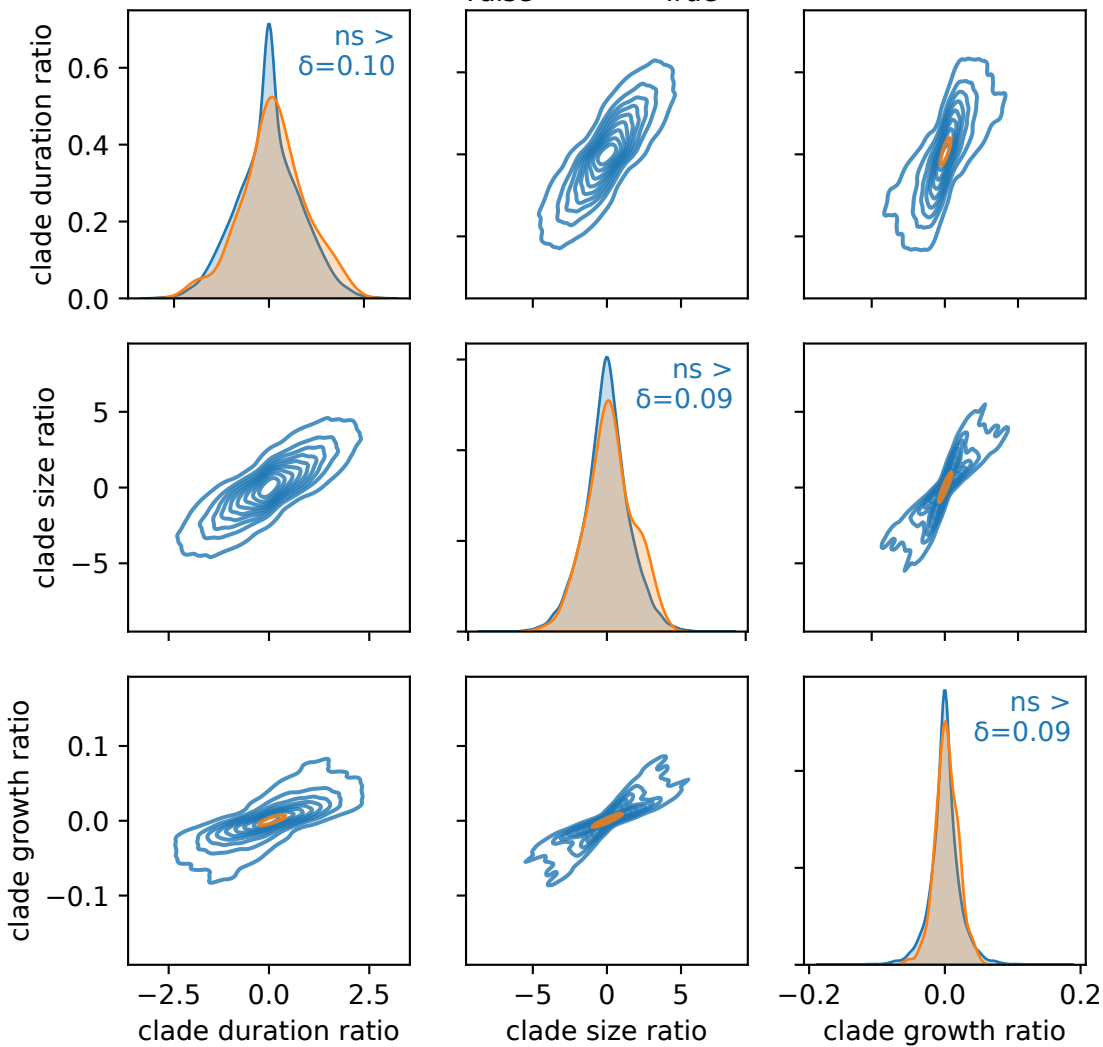 clade duration ratio
0.6
0.4
0.2
0.0
ns >
δ=0.10
clade size ratio
5
0
−5
ns >
δ=0.09
clade growth ratio
0.1
0.0
−0.1
ns >
δ=0.09
−2.5 0.0 2.5
−5 0 5
−0.2 0.0 0.2
clade duration ratio
clade size ratio
clade growth ratio